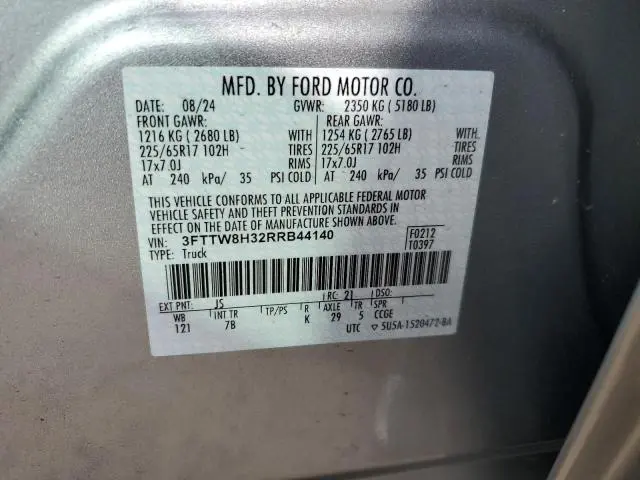 MFD. BY FORD MOTOR CO.
DATE: 08/24 GVWR: 2350 KG ( 5180 LB)
FRONT GAWR: REAR GAWR:
1216 KG ( 2680 LB) WITH 1254 KG ( 2765 LB) WITH
225/65R17 102H TIRES 225/65R17 102H TIRES
17x7.0J RIMS 17x7.0J RIMS
AT 240 kPa/ 35 PSI COLD AT 240 kPa/ 35 PSI COLD
THIS VEHICLE CONFORMS TO ALL APPLICABLE FEDERAL MOTOR
VEHICLE SAFETY AND THEFT PREVENTION STANDARDS IN
EFFECT ON THE DATE OF MANUFACTURE SHOWN ABOVE.
VIN: 3FTTW8H32RRB44140 F0212
TYPE: Truck T0397
EXT PNT: JS RC: 21 DSO:
WB INT TR TP/PS R AXLE TR S
121 7B K 29 5 CCGE
UTC ▽ 5U5A-1520472-BA